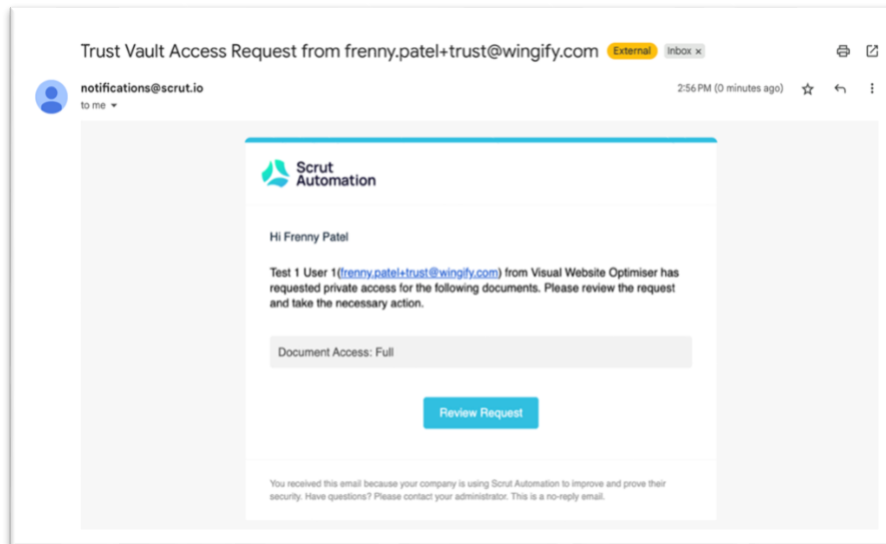 Trust Vault Access Request from frenny.patel+trust@wingify.com External Inbox ×
notifications@scrut.io 2:56 PM (0 minutes ago)
to me
Scrut
Automation
Hi Frenny Patel
Test 1 User 1(frenny.patel+trust@wingify.com) from Visual Website Optimiser has
requested private access for the following documents. Please review the request
and take the necessary action.
Document Access: Full
Review Request
You received this email because your company is using Scrut Automation to improve and prove their
security. Have questions? Please contact your administrator. This is a no-reply email.